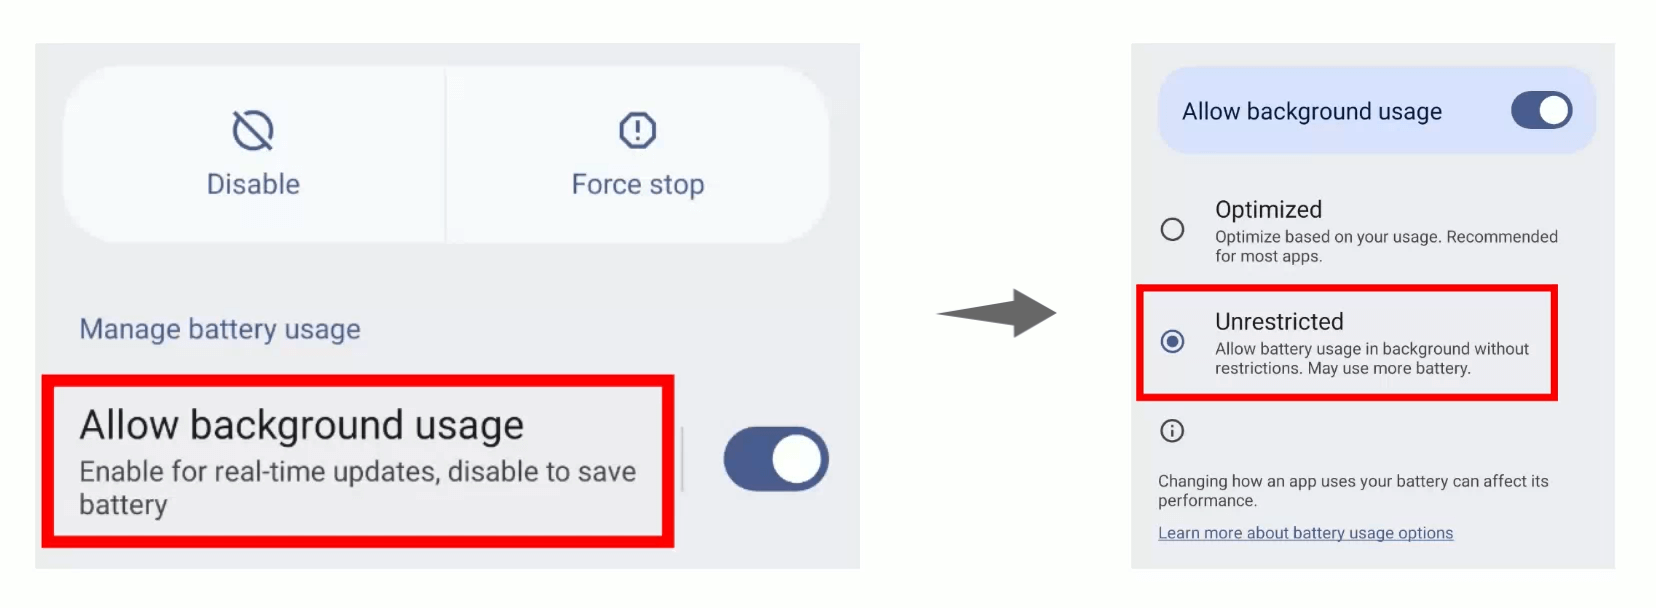 Disable
Force stop
Manage battery usage
Allow background usage
Enable for real-time updates, disable to save
battery
Allow background usage
Optimized
Optimize based on your usage. Recommended
for most apps.
Unrestricted
Allow battery usage in background without
restrictions. May use more battery.
Changing how an app uses your battery can affect its
performance.
Learn more about battery usage options